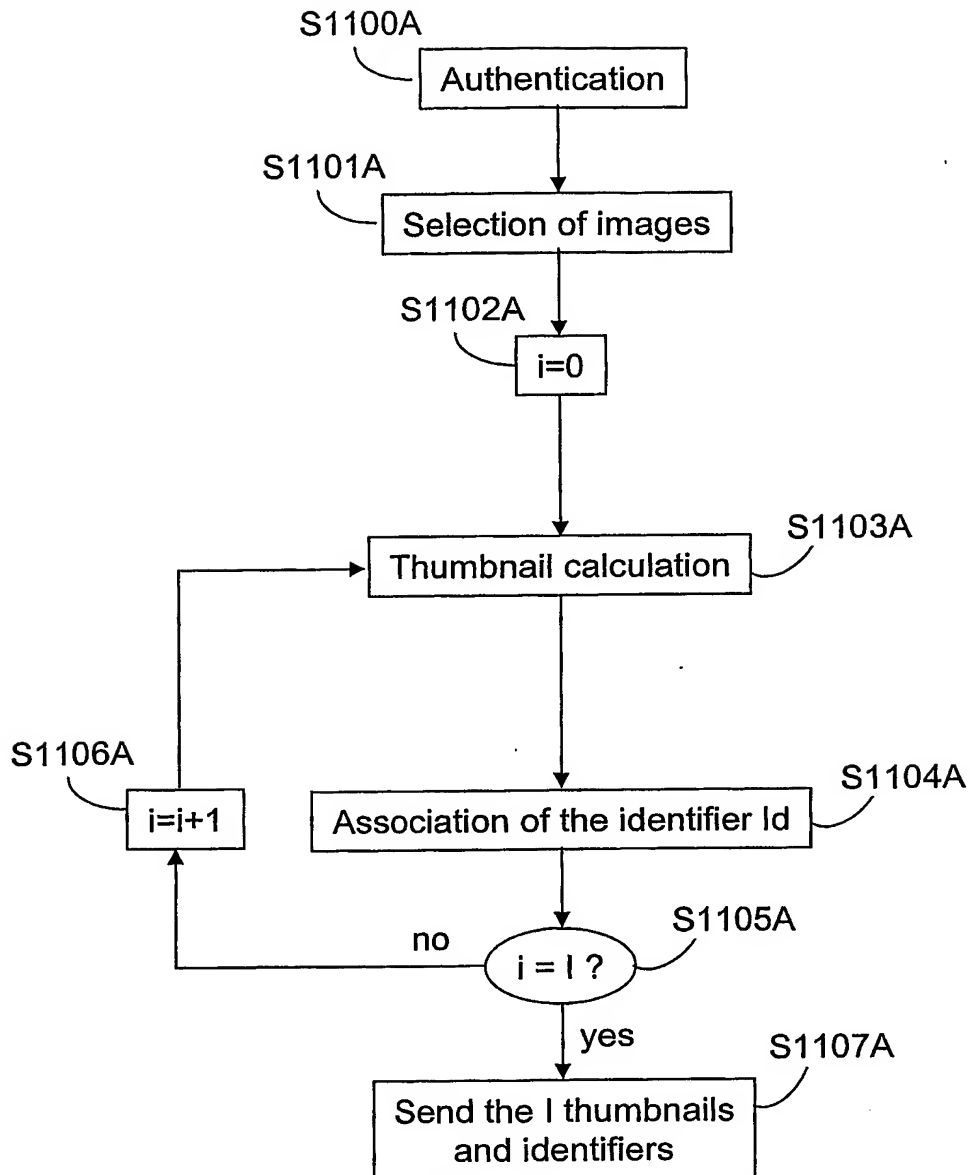 S1100A
Authentication
S1101A
Selection of images
S1102A
i=0
S1103A
Thumbnail calculation
S1106A
i=i+1
S1104A
Association of the identifier Id
S1105A
no
i = I ?
yes
S1107A
Send the I thumbnails
and identifiers